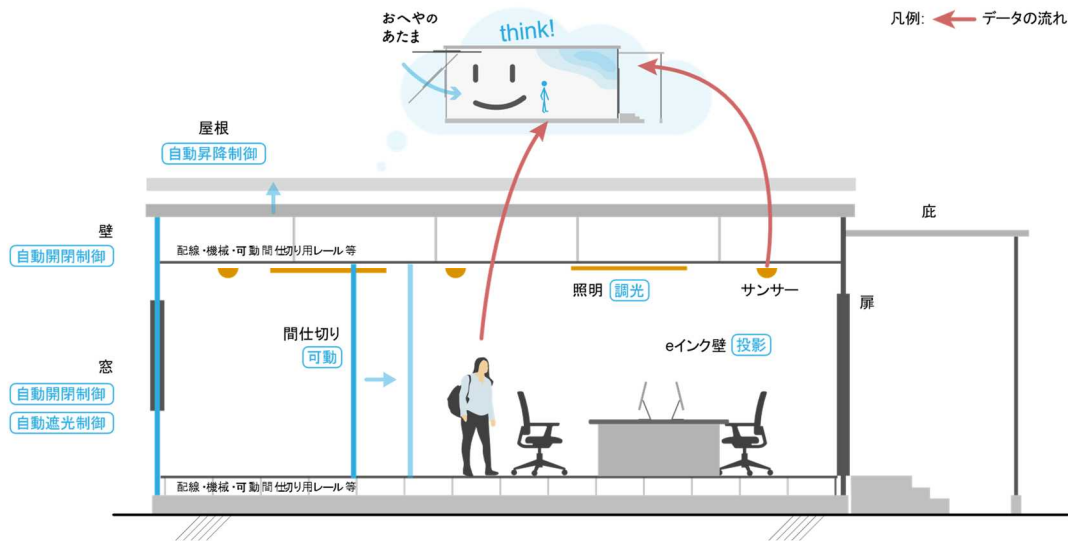 凡例:
データの流れ
おへやの
あたま
think!
屋根
自動昇降制御
庇
壁
自動開閉制御
配線・機械・可動間仕切り用レール等
照明 調光
サンサー
扉
間仕切り
可動
eインク壁 投影
窓
自動開閉制御
自動遮光制御
配線・機械・可動間仕切り用レール等